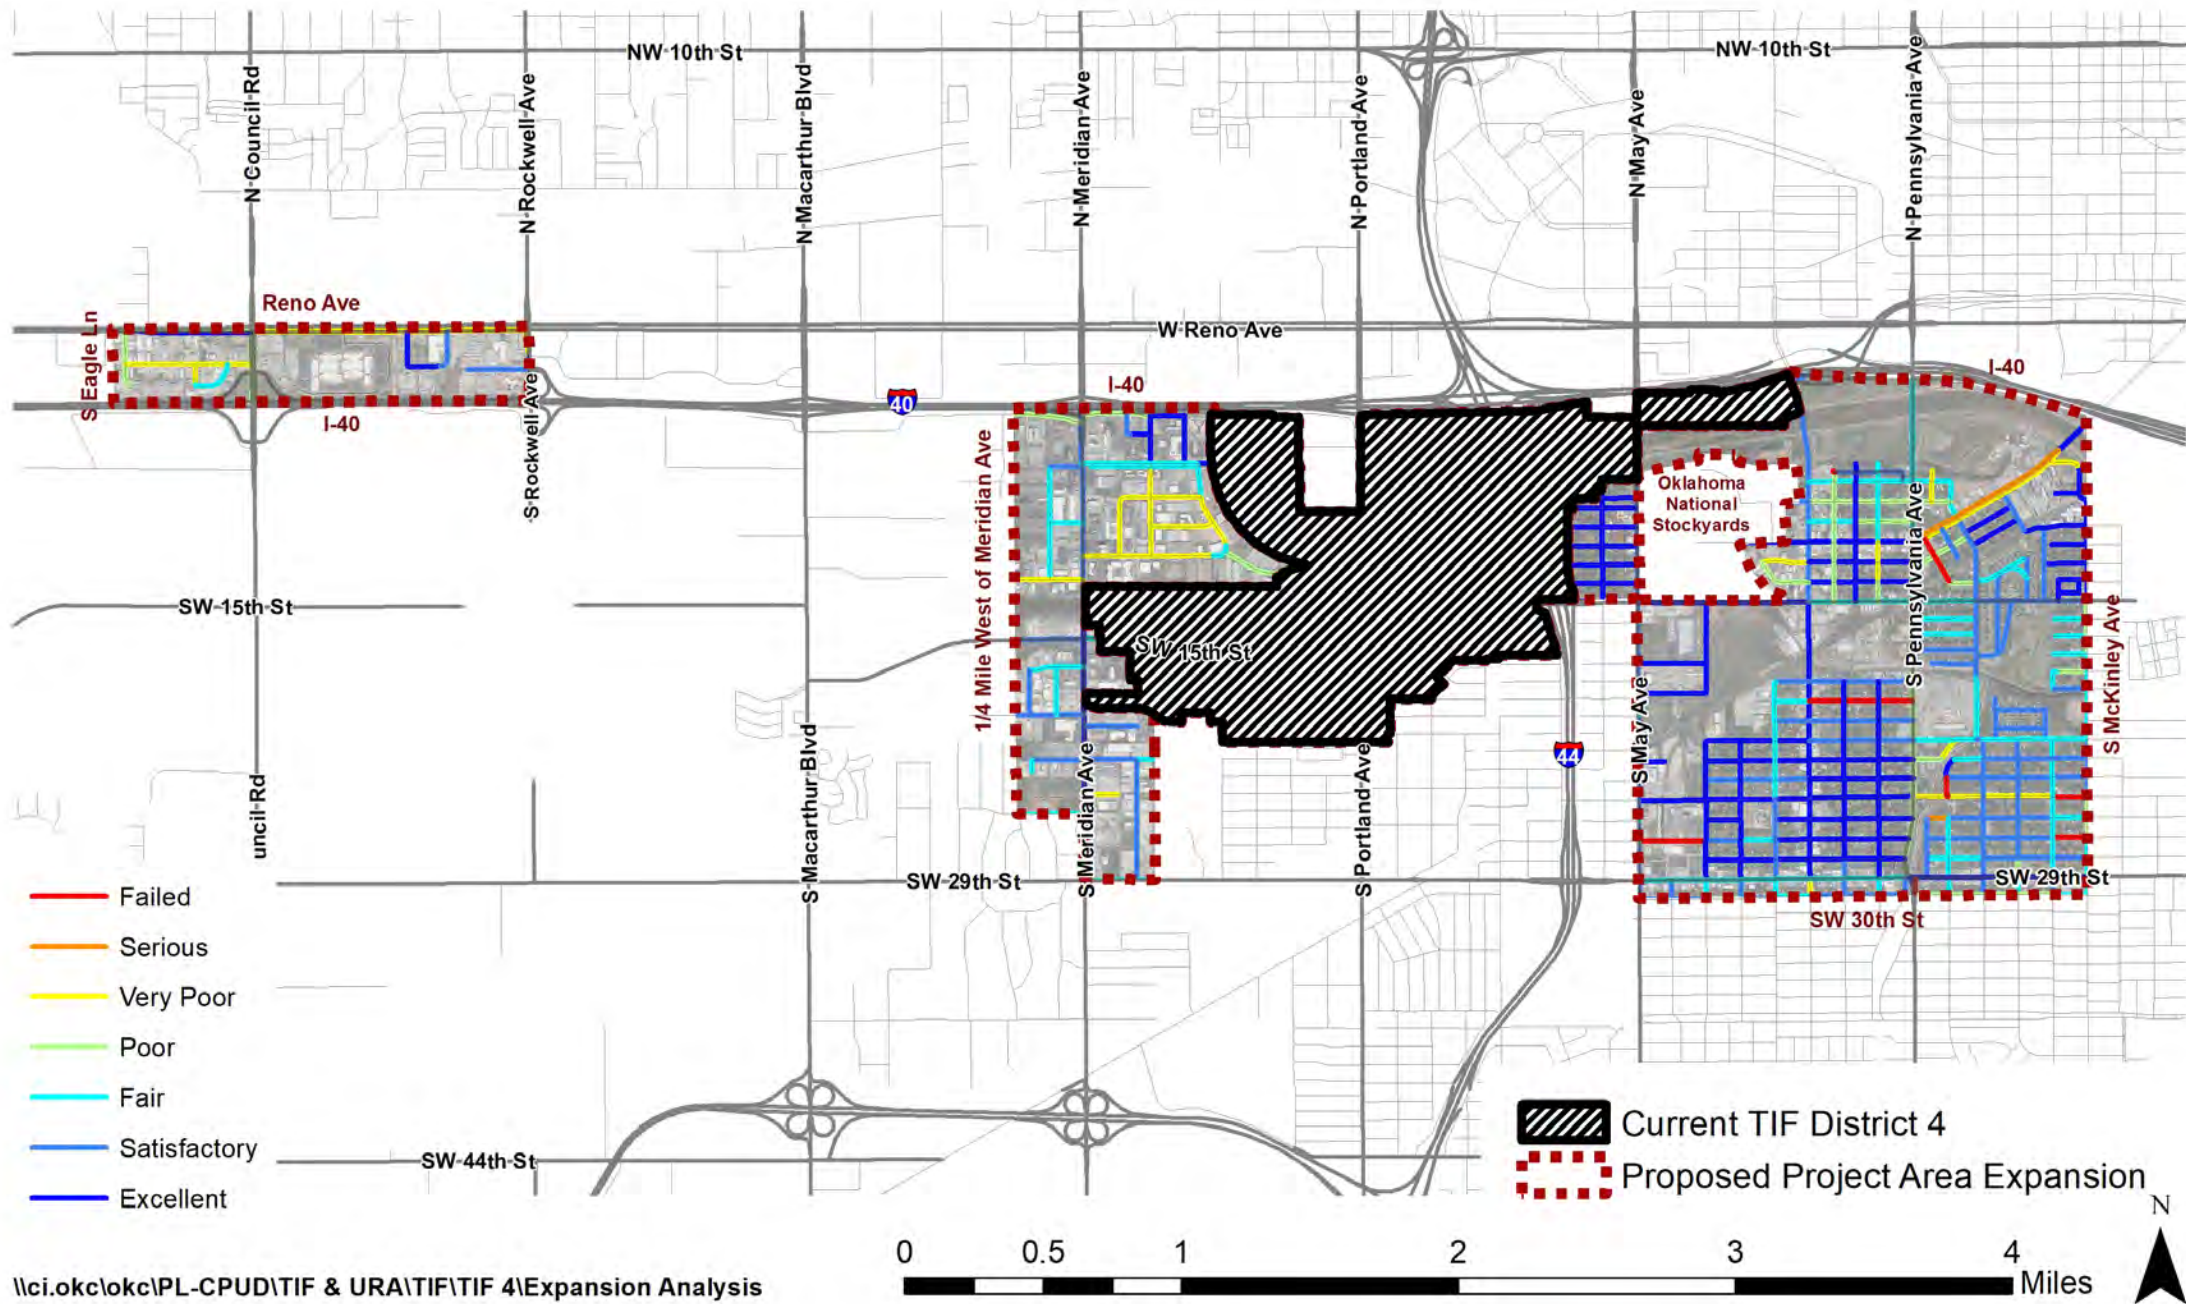 NW 10th St
NW 10th St
N Council Rd
N Rockwell Ave
N Macarthur Blvd
N Meridian Ave
N Portland Ave
N May Ave
N Pennsylvania Ave
Reno Ave
W Reno Ave
S Eagle Ln
I-40
I-40
I-40
40
S Rockwell Ave
1/4 Mile West of Meridian Ave
Oklahoma
National
Stockyards
S Pennsylvania Ave
SW 15th St
SW 15th St
S McKinley Ave
S May Ave
44
uncil Rd
S Macarthur Blvd
S Meridian Ave
S Portland Ave
SW 29th St
SW 29th St
SW 30th St
Failed
Serious
Very Poor
Poor
Fair
Satisfactory
Excellent
SW 44th St
Current TIF District 4
Proposed Project Area Expansion
N
0 0.5 1 2 3 4
Miles
\\ci.okc\okc\PL-CPUD\TIF & URA\TIF\TIF 4\Expansion Analysis